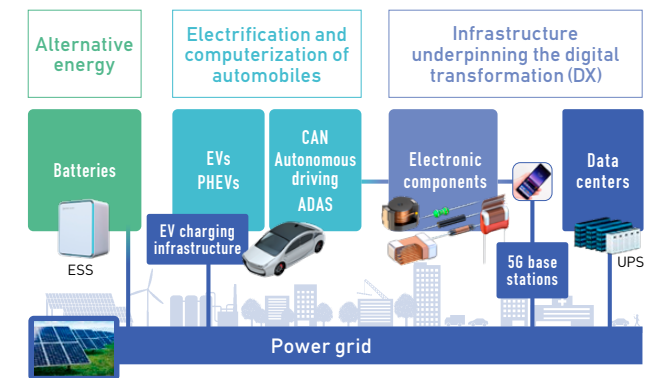 Alternative
energy
Electrification and
computerization of
automobiles
Infrastructure
underpinning the digital
transformation (DX)
Batteries
ESS
EVs
PHEVs
EV charging
infrastructure
CAN
Autonomous
driving
ADAS
Electronic
components
5G base
stations
Data
centers
UPS
Power grid